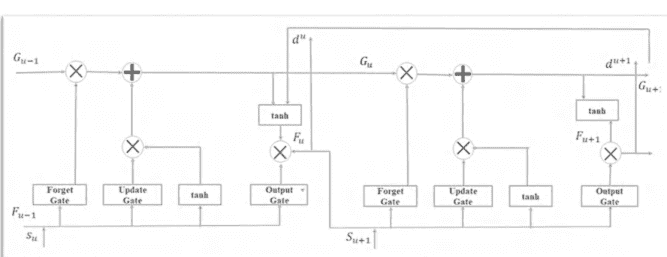 d^u
G_{u-1}
G_u
d^{u+1}
G_{u+1}
tanh
tanh
F_u
F_{u+1}
Forget
Gate
Update
Gate
tanh
Output
Gate
Forget
Gate
Update
Gate
tanh
Output
Gate
F_{u-1}
S_u
S_{u+1}